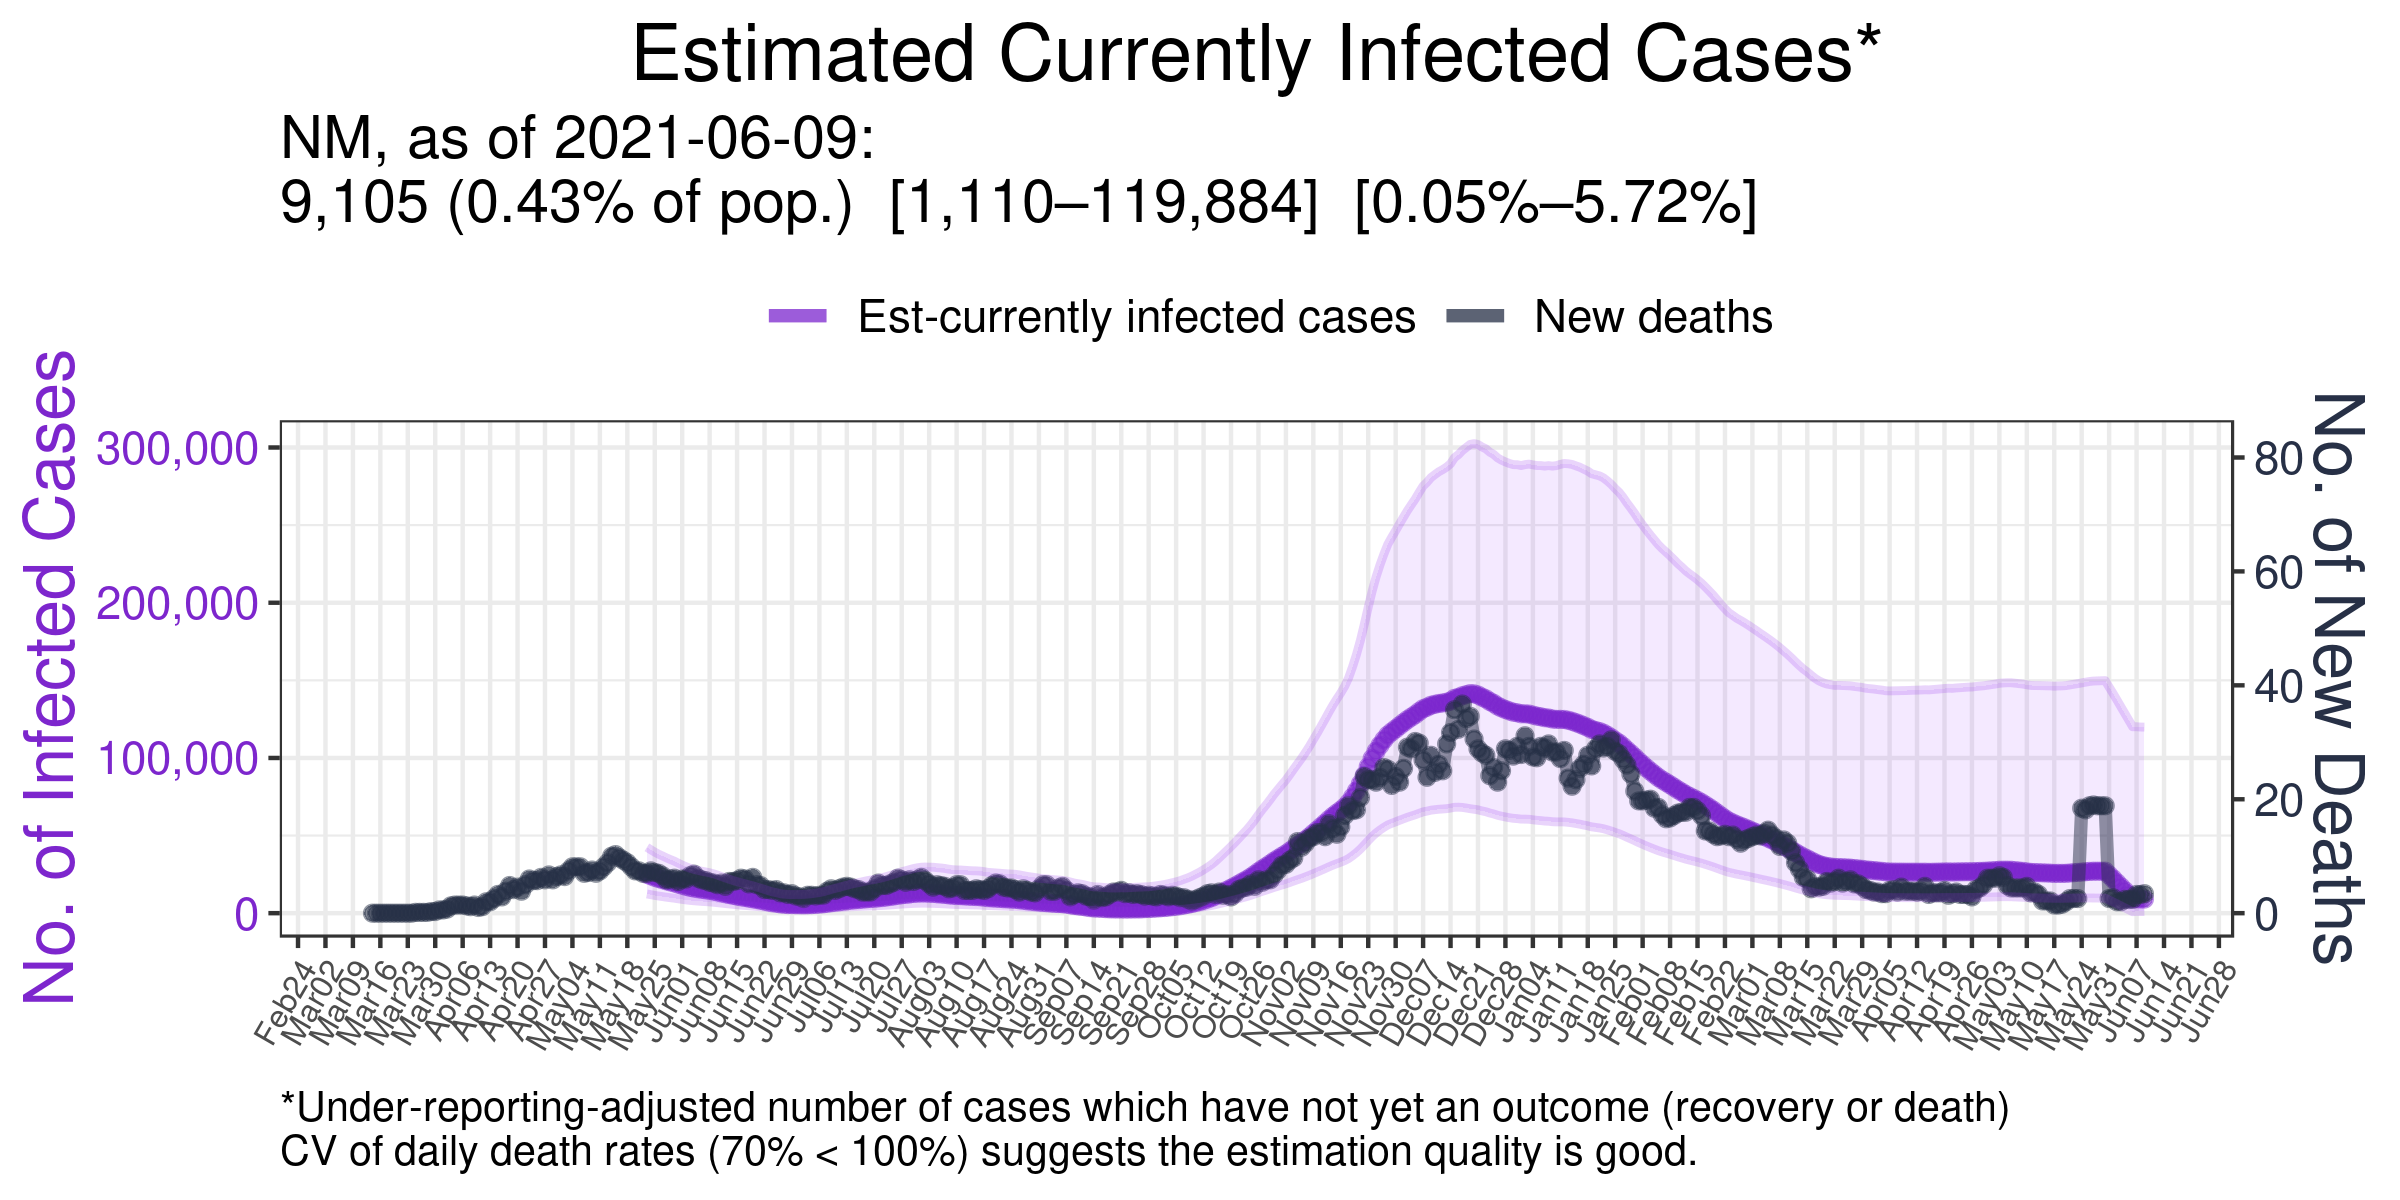 Estimated Currently Infected Cases*
NM, as of 2021-06-09:
9,105 (0.43% of pop.) [1,110–119,884] [0.05%–5.72%]
Est-currently infected cases
New deaths
No. of Infected Cases
300,000
200,000
100,000
0
80
60
40
20
0
No. of New Deaths
Feb24
Mar02
Mar09
Mar16
Mar23
Mar30
Apr06
Apr13
Apr20
Apr27
May04
May11
May18
May25
Jun01
Jun08
Jun15
Jun22
Jun29
Jul06
Jul13
Jul20
Jul27
Aug03
Aug10
Aug17
Aug24
Aug31
Sep07
Sep14
Sep21
Sep28
Oct05
Oct12
Oct19
Oct26
Nov02
Nov09
Nov16
Nov23
Nov30
Dec07
Dec14
Dec21
Dec28
Jan04
Jan11
Jan18
Jan25
Feb01
Feb08
Feb15
Feb22
Mar01
Mar08
Mar15
Mar22
Mar29
Apr05
Apr12
Apr19
Apr26
May03
May10
May17
May24
May31
Jun07
Jun14
Jun21
Jun28
*Under-reporting-adjusted number of cases which have not yet an outcome (recovery or death)
CV of daily death rates (70% < 100%) suggests the estimation quality is good.